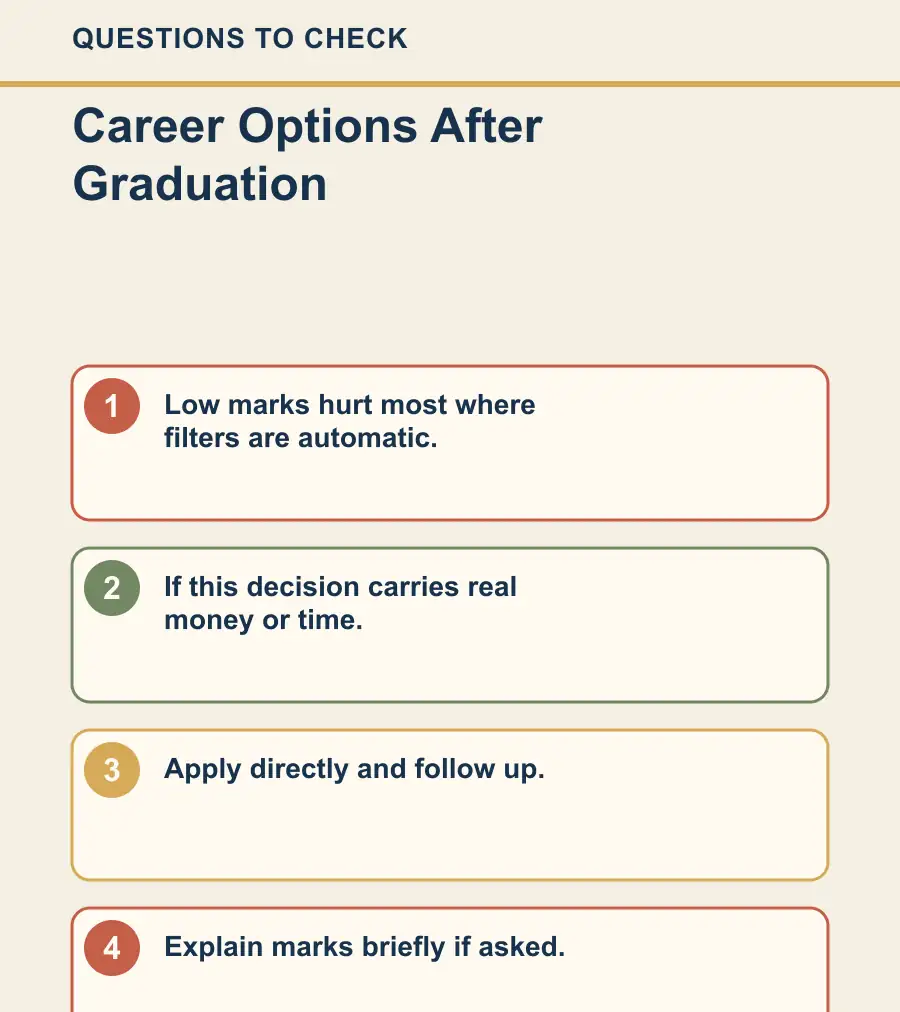 QUESTIONS TO CHECK
Career Options After
Graduation
1
Low marks hurt most where
filters are automatic.
2
If this decision carries real
money or time.
3
Apply directly and follow up.
4
Explain marks briefly if asked.